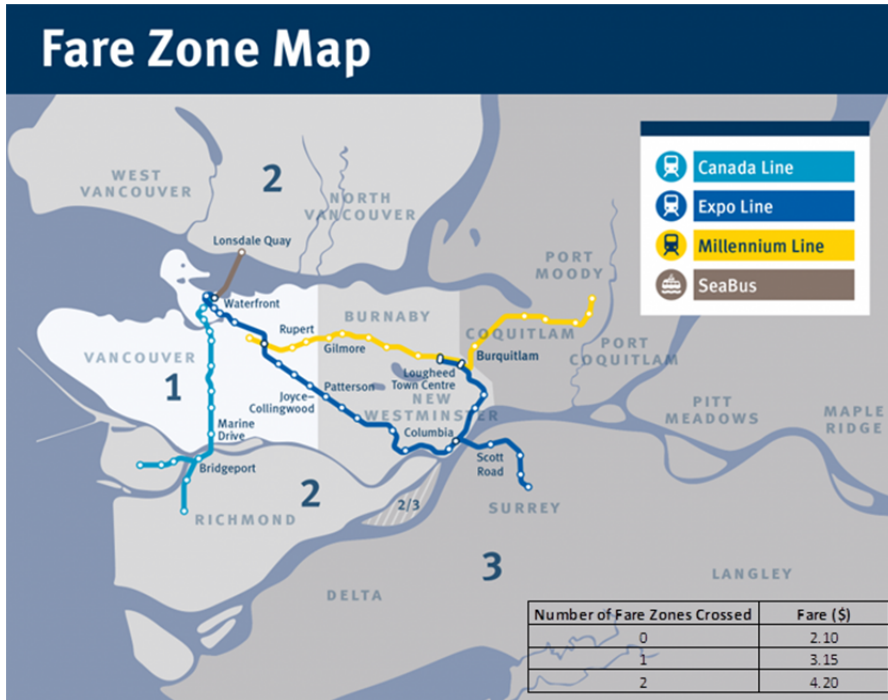 Fare Zone Map
Canada Line
Expo Line
Millennium Line
SeaBus
WEST
VANCOUVER
2
NORTH
VANCOUVER
Lonsdale Quay
PORT
MOODY
Waterfront
BURNABY
Rupert
Gilmore
COQUITLAM
Burquitlam
PORT
COQUITLAM
VANCOUVER
1
Lougheed
Town Centre
Patterson
Joyce–
Collingwood
NEW
WESTMINSTER
PITT
MEADOWS
MAPLE
RIDGE
Marine
Drive
Columbia
Scott
Road
Bridgeport
2
RICHMOND
2/3
SURREY
3
DELTA
LANGLEY
Number of Fare Zones Crossed Fare ($)
0 2.10
1 3.15
2 4.20